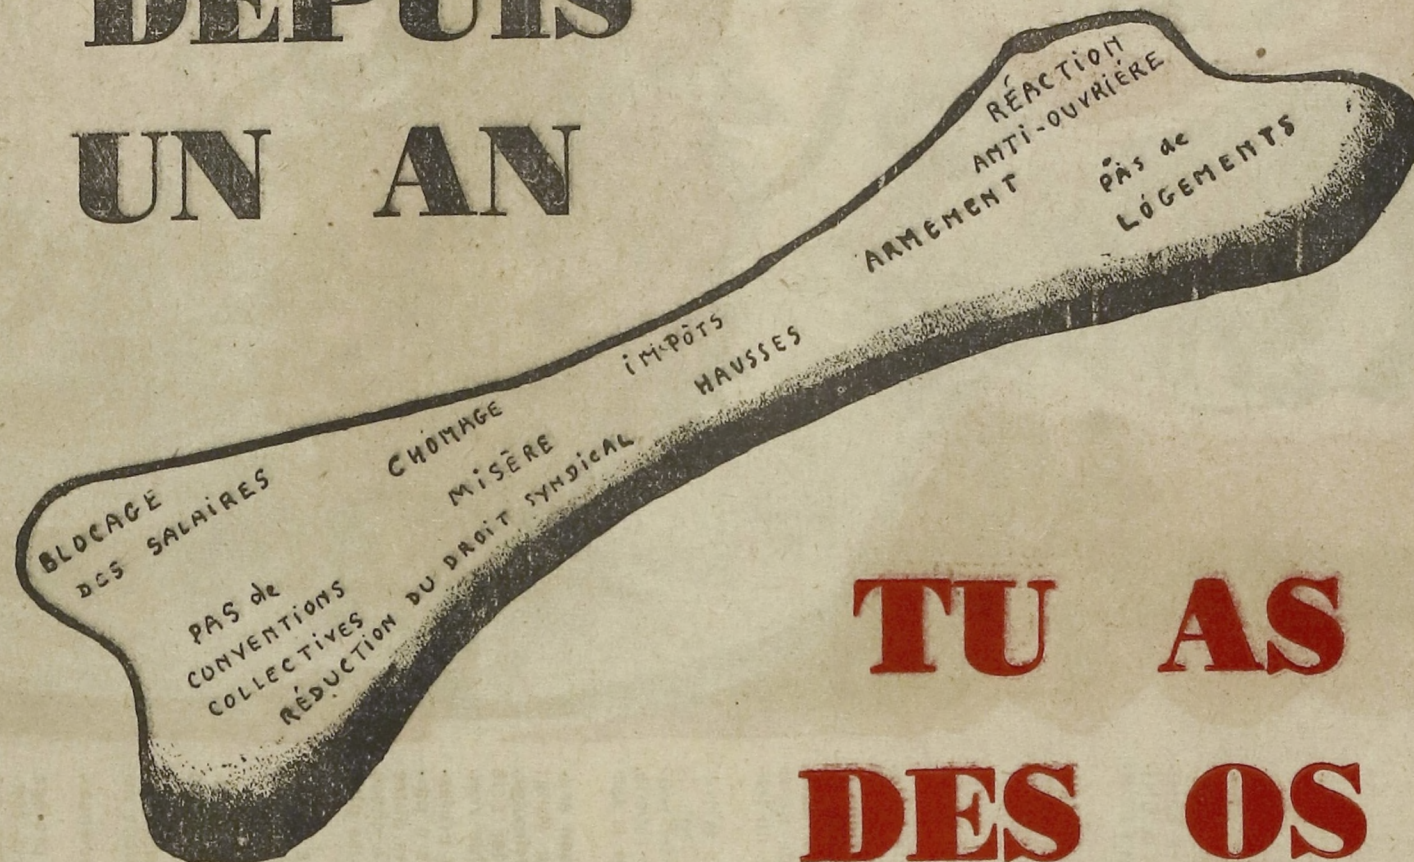 DEPUIS
UN AN
RÉACTION
ANTI-OUVRIÈRE
ARMEMENT
PAS de
LOGEMENTS
IMPÔTS
HAUSSES
CHÔMAGE
MISÈRE
BLOCAGE
DES SALAIRES
PAS de
CONVENTIONS
COLLECTIVES
RÉDUCTION DU DROIT SYNDICAL
TU AS
DES OS